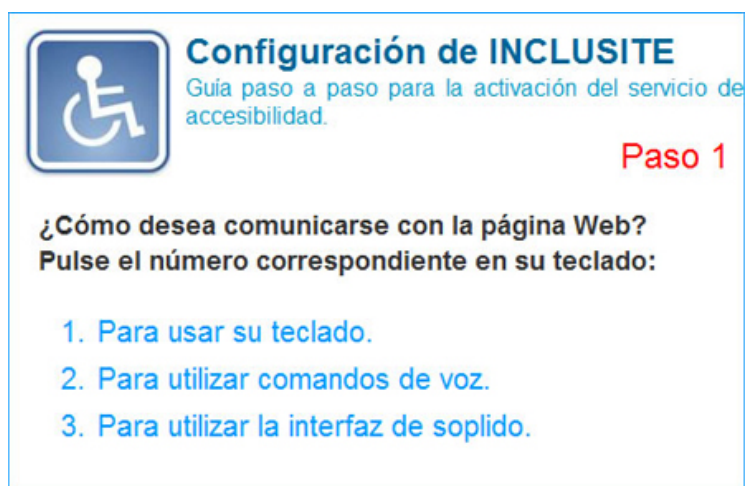 Configuración de INCLUSITE
Guía paso a paso para la activación del servicio de
accesibilidad.
Paso 1
¿Cómo desea comunicarse con la página Web?
Pulse el número correspondiente en su teclado:
1. Para usar su teclado.
2. Para utilizar comandos de voz.
3. Para utilizar la interfaz de soplido.